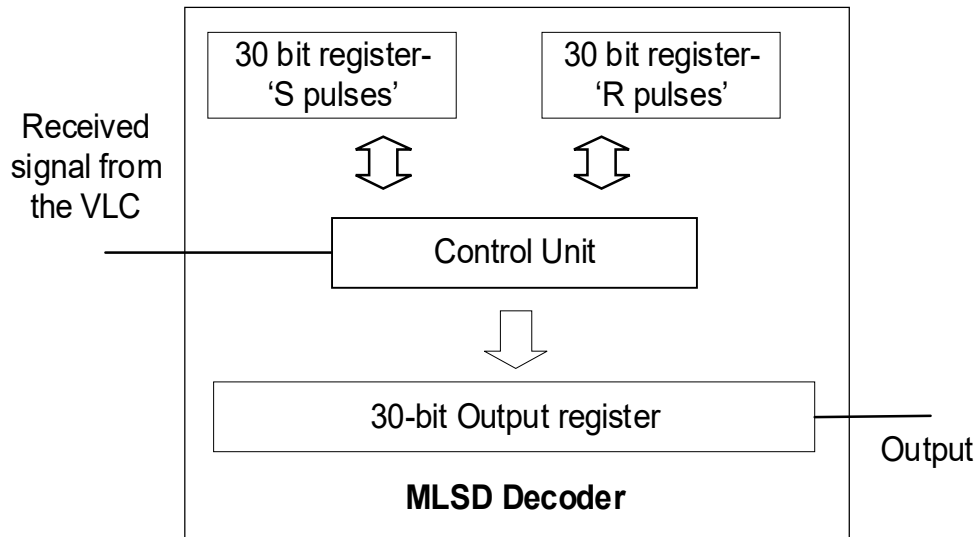 30 bit register-
‘S pulses’
30 bit register-
‘R pulses’
Received
signal from
the VLC
Control Unit
30-bit Output register
Output
MLSD Decoder